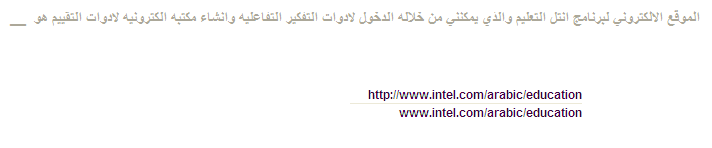 الموقع الالكتروني لبرنامج انتل التعليم والذي يمكنني من خلاله الدخول لادوات التفكير التفاعليه وانشاء مكتبه الكترونيه لادوات التقييم هو __
http://www.intel.com/arabic/education
www.intel.com/arabic/education